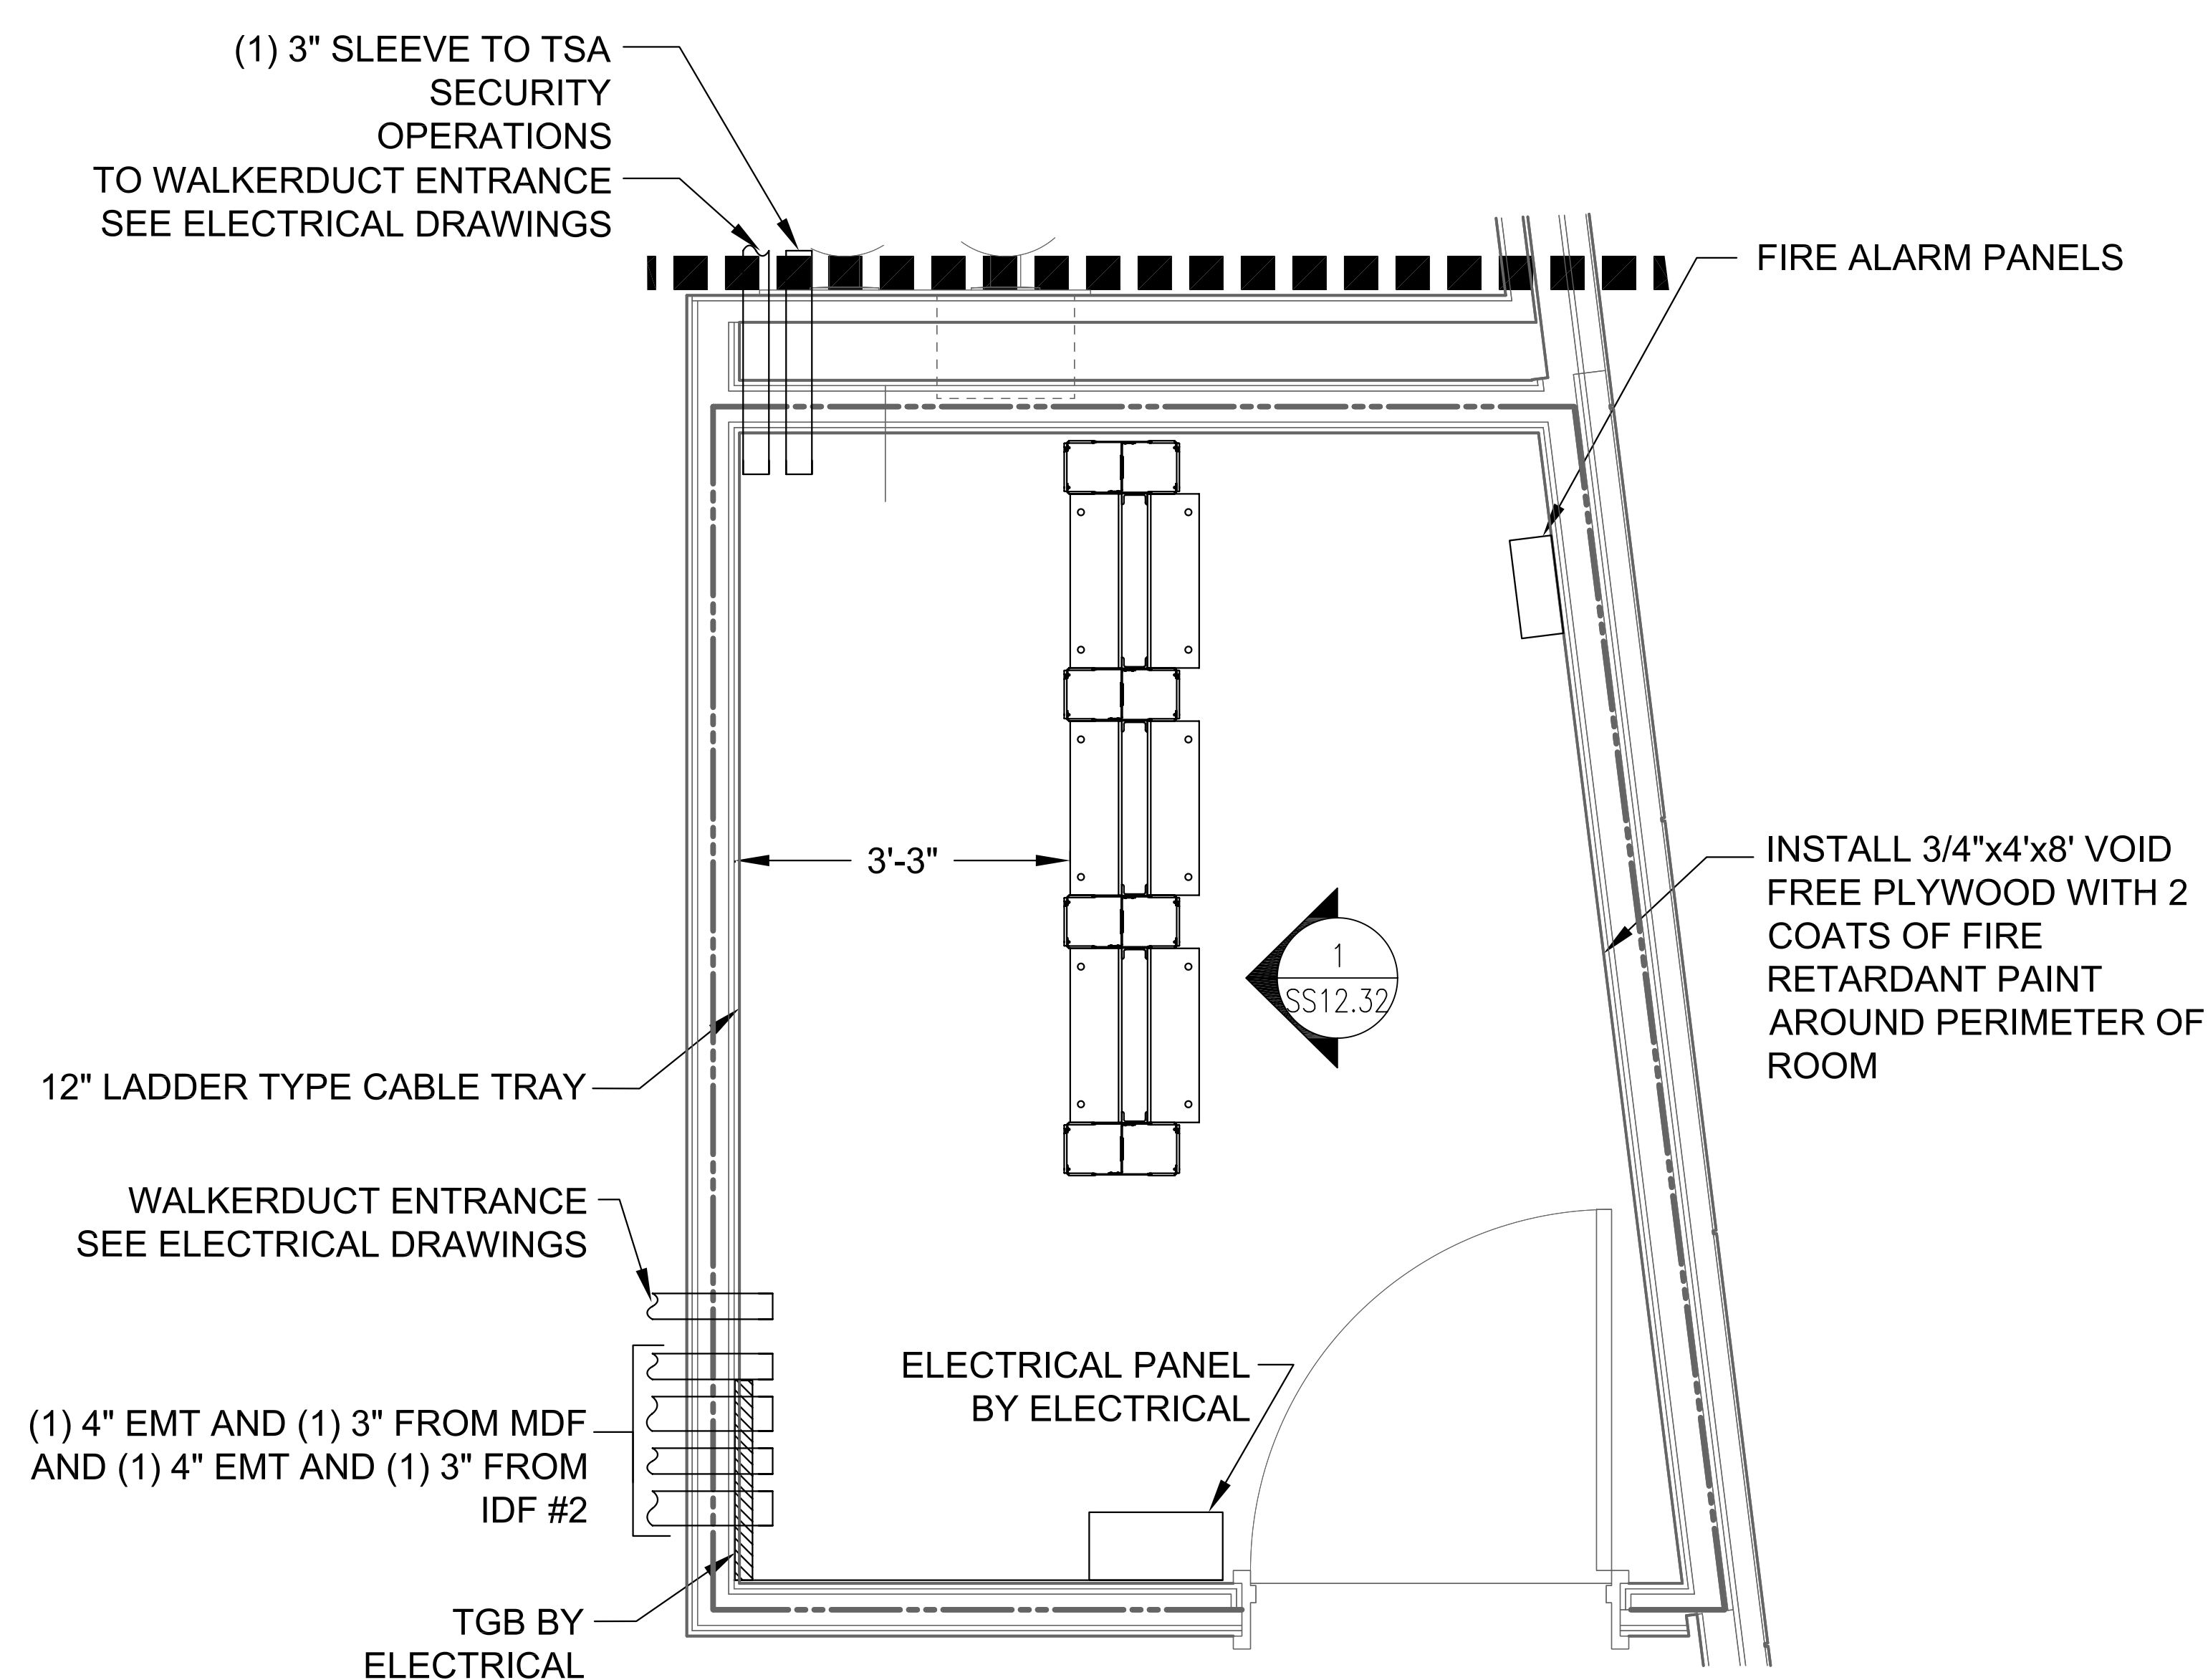 (1) 3" SLEEVE TO TSA
SECURITY
OPERATIONS
TO WALKERDUCT ENTRANCE
SEE ELECTRICAL DRAWINGS
FIRE ALARM PANELS
3'-3"
INSTALL 3/4"x4'x8' VOID
FREE PLYWOOD WITH 2
COATS OF FIRE
RETARDANT PAINT
AROUND PERIMETER OF
ROOM
1
SS12.32
12" LADDER TYPE CABLE TRAY
WALKERDUCT ENTRANCE
SEE ELECTRICAL DRAWINGS
ELECTRICAL PANEL
BY ELECTRICAL
(1) 4" EMT AND (1) 3" FROM MDF
AND (1) 4" EMT AND (1) 3" FROM
IDF #2
TGB BY
ELECTRICAL